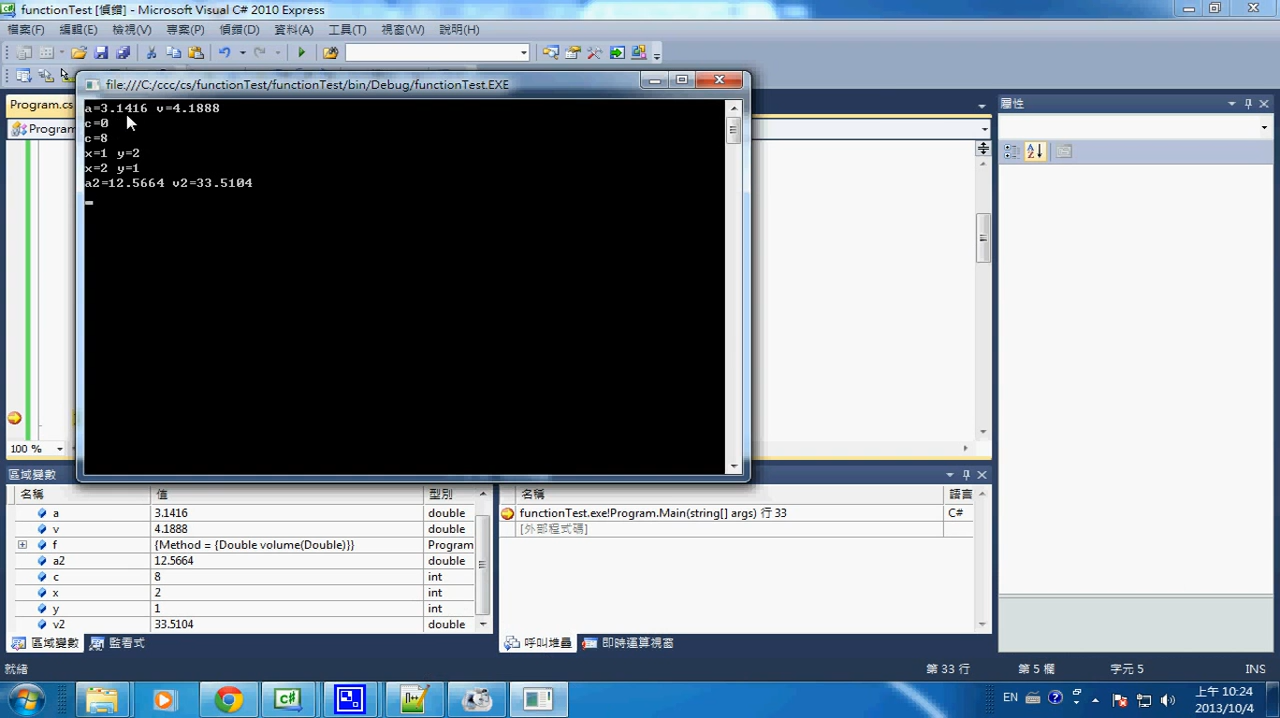 functionTest [偵錯] - Microsoft Visual C# 2010 Express
檔案(F) 編輯(E) 檢視(V) 專案(P) 偵錯(D) 資料(A) 工具(T) 視窗(W) 說明(H)
file:///C:/ccc/cs/functionTest/functionTest/bin/Debug/functionTest.EXE
Program.cs
屬性
Program
a=3.1416 v=4.1888
c=0
c=8
x=1 y=2
x=2 y=1
a2=12.5664 v2=33.5104
100 %
區域變數
名稱 值 型別
a 3.1416 double
v 4.1888 double
f {Method = {Double volume(Double)}} Program
a2 12.5664 double
c 8 int
x 2 int
y 1 int
v2 33.5104 double
名稱 語言
functionTest.exe!Program.Main(string[] args) 行 33 C#
[外部程式碼]
區域變數 監看式
呼叫堆疊 即時運算視窗
就緒 第 33 行 第 5 欄 字元 5 INS
EN
上午 10:24
2013/10/4